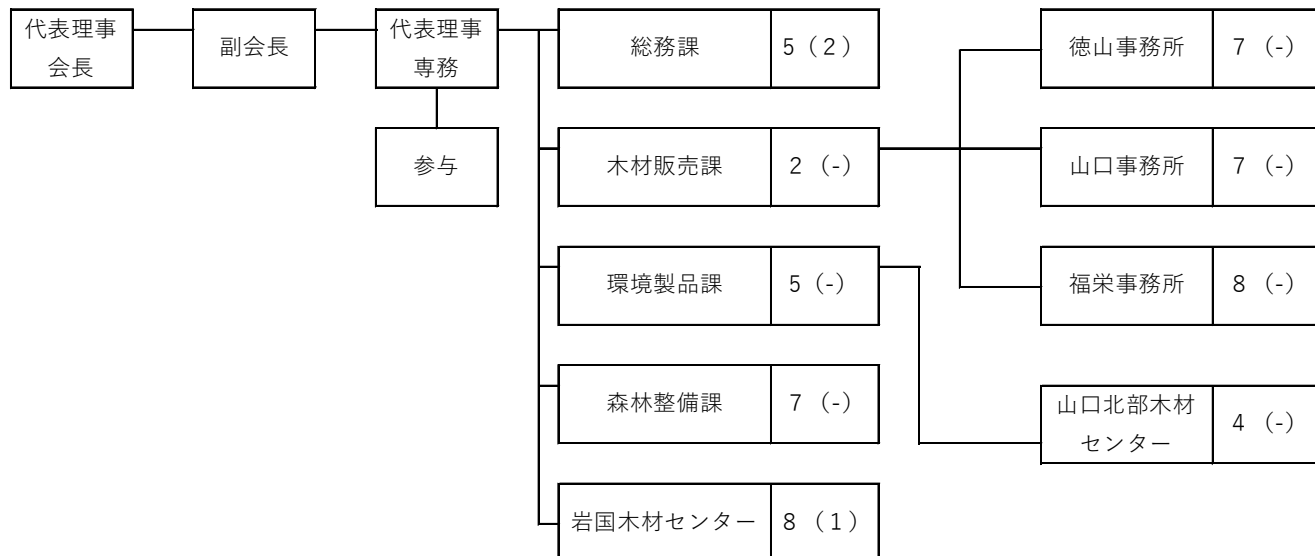 代表理事
会長
副会長
代表理事
専務
参与
総務課 5（2）
木材販売課 2（-）
環境製品課 5（-）
森林整備課 7（-）
岩国木材センター 8（1）
徳山事務所 7（-）
山口事務所 7（-）
福栄事務所 8（-）
山口北部木材
センター 4（-）